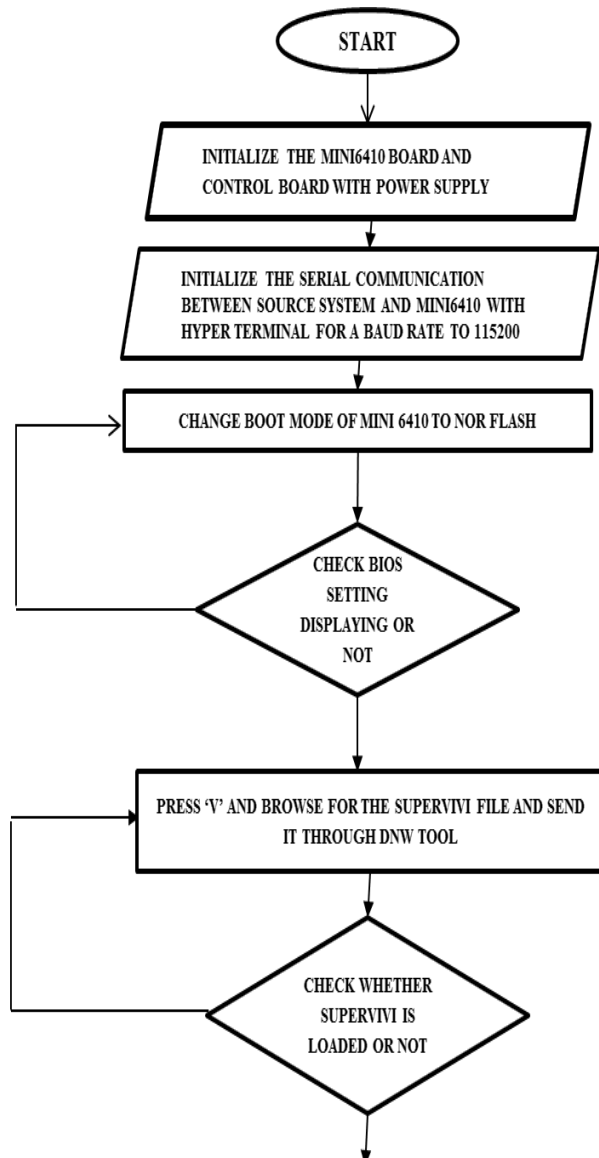 START
INITIALIZE THE MINI6410 BOARD AND
CONTROL BOARD WITH POWER SUPPLY
INITIALIZE THE SERIAL COMMUNICATION
BETWEEN SOURCE SYSTEM AND MINI6410 WITH
HYPER TERMINAL FOR A BAUD RATE TO 115200
CHANGE BOOT MODE OF MINI 6410 TO NOR FLASH
CHECK BIOS
SETTING
DISPLAYING OR
NOT
PRESS ‘V’ AND BROWSE FOR THE SUPERVIVI FILE AND SEND
IT THROUGH DNW TOOL
CHECK WHETHER
SUPERVIVI IS
LOADED OR NOT